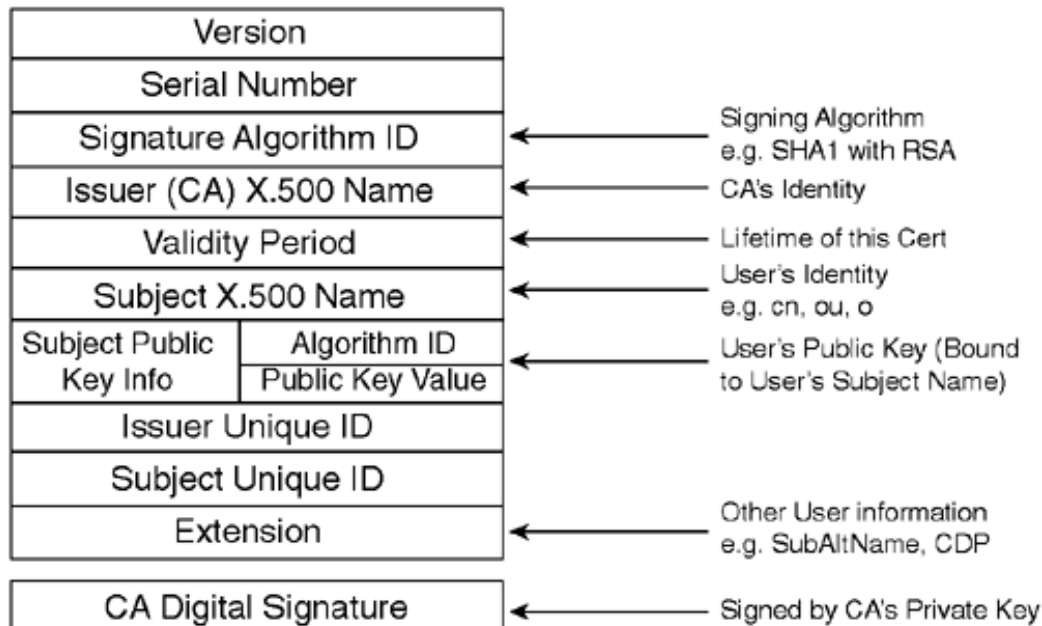 Version
Serial Number
Signature Algorithm ID
Signing Algorithm
e.g. SHA1 with RSA
Issuer (CA) X.500 Name
CA's Identity
Validity Period
Lifetime of this Cert
Subject X.500 Name
User's Identity
e.g. cn, ou, o
Subject Public
Key Info
Algorithm ID
Public Key Value
User's Public Key (Bound
to User's Subject Name)
Issuer Unique ID
Subject Unique ID
Extension
Other User information
e.g. SubAltName, CDP
CA Digital Signature
Signed by CA's Private Key